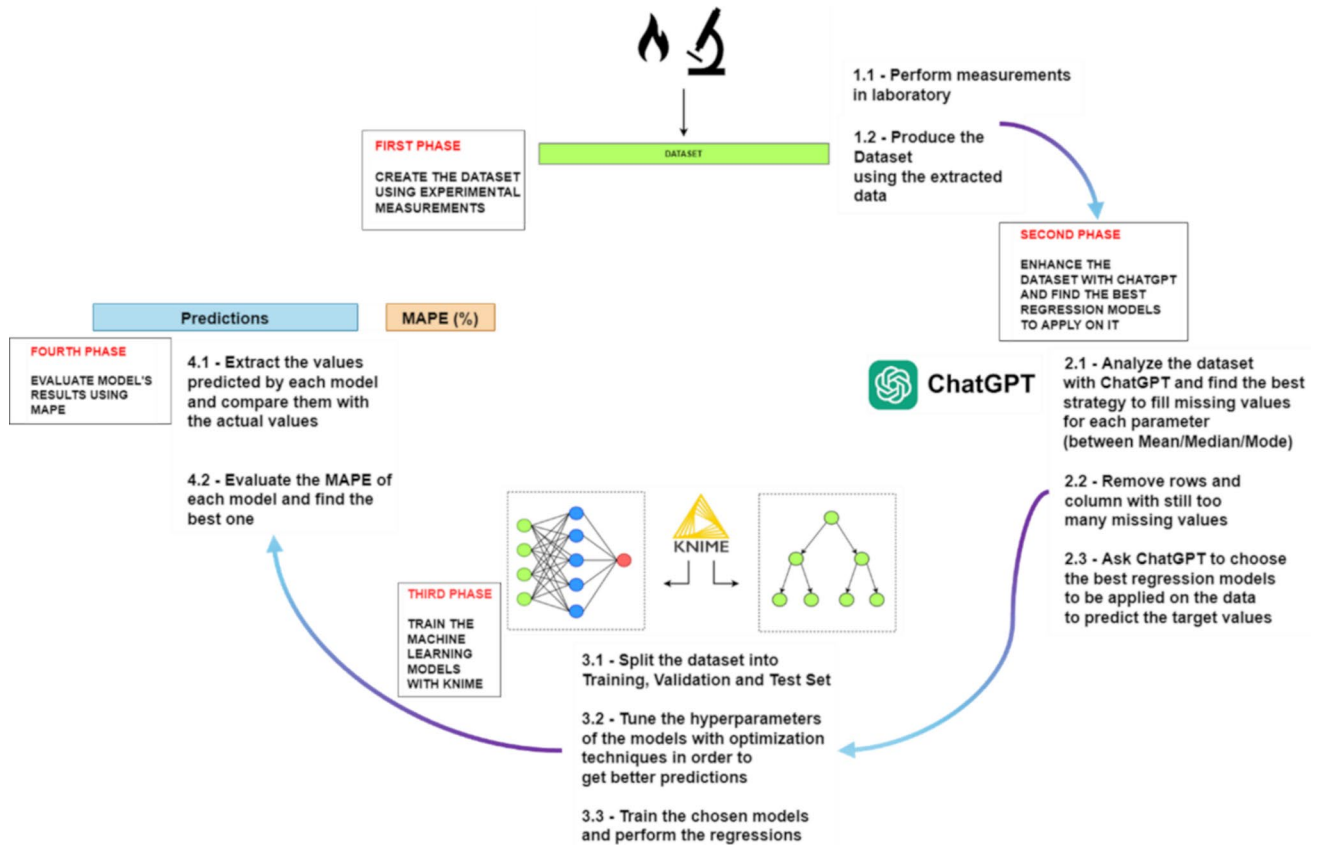 FIRST PHASE
CREATE THE DATASET
USING EXPERIMENTAL
MEASUREMENTS
DATASET
1.1 - Perform measurements
in laboratory
1.2 - Produce the
Dataset
using the extracted
data
SECOND PHASE
ENHANCE THE
DATASET WITH CHATGPT
AND FIND THE BEST
REGRESSION MODELS
TO APPLY ON IT
ChatGPT
2.1 - Analyze the dataset
with ChatGPT and find the best
strategy to fill missing values
for each parameter
(between Mean/Median/Mode)
2.2 - Remove rows and
column with still too
many missing values
2.3 - Ask ChatGPT to choose
the best regression models
to be applied on the data
to predict the target values
KNIME
THIRD PHASE
TRAIN THE
MACHINE
LEARNING
MODELS
WITH KNIME
3.1 - Split the dataset into
Training, Validation and Test Set
3.2 - Tune the hyperparameters
of the models with optimization
techniques in order to
get better predictions
3.3 - Train the chosen models
and perform the regressions
Predictions
MAPE (%)
FOURTH PHASE
EVALUATE MODEL'S
RESULTS USING
MAPE
4.1 - Extract the values
predicted by each model
and compare them with
the actual values
4.2 - Evaluate the MAPE of
each model and find the
best one